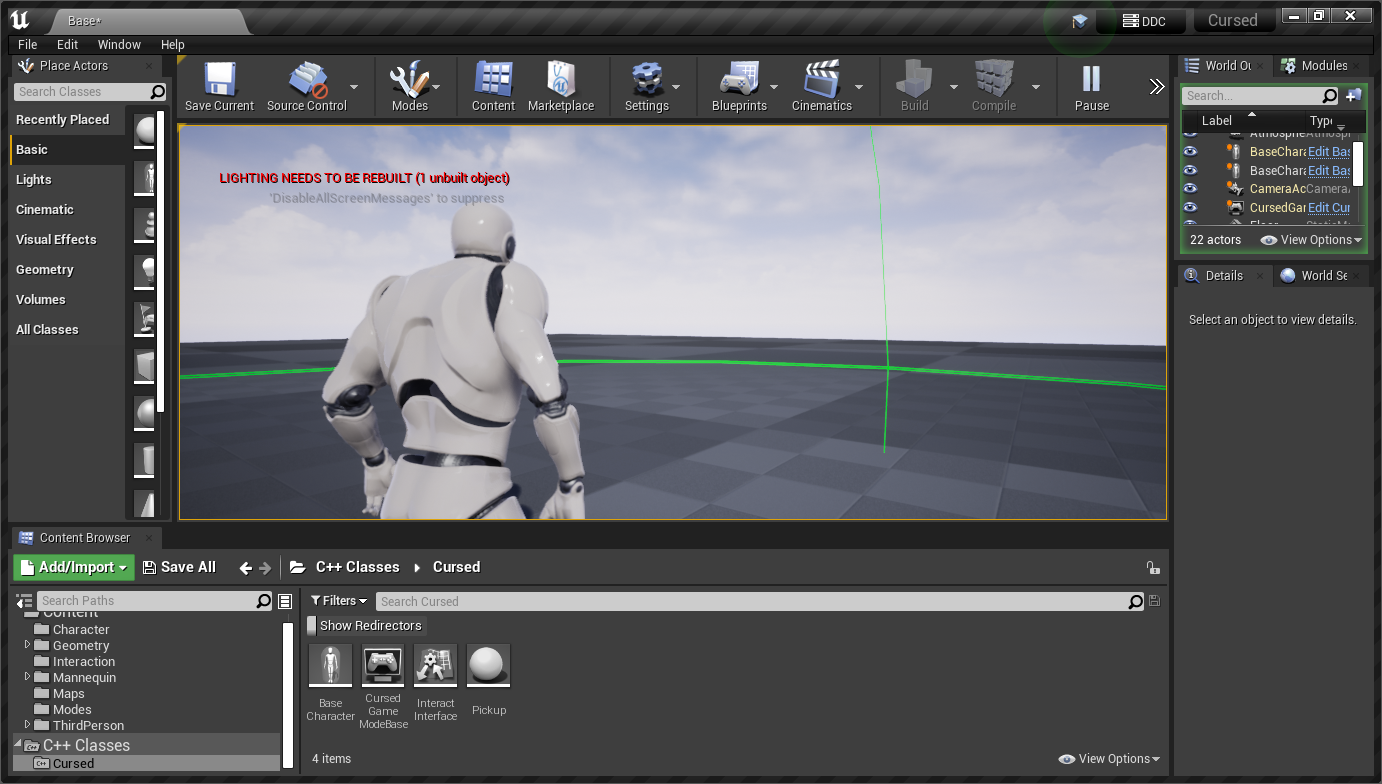 Base*
DDC
Cursed
File Edit Window Help
Place Actors
Search Classes
Recently Placed
Basic
Lights
Cinematic
Visual Effects
Geometry
Volumes
All Classes
Save Current
Source Control
Modes
Content
Marketplace
Settings
Blueprints
Cinematics
Build
Compile
Pause
LIGHTING NEEDS TO BE REBUILT (1 unbuilt object)
'DisableAllScreenMessages' to suppress
World Ou
Modules
Search...
Label Type
Atmosphe Atmosph
BaseChara Edit Bas
BaseChara Edit Bas
CameraAc CameraA
CursedGar Edit Cur
22 actors
View Options
Details
World Se
Select an object to view details.
Content Browser
Add/Import
Save All
C++ Classes
Cursed
Search Paths
Content
Character
Geometry
Interaction
Mannequin
Maps
Modes
ThirdPerson
C++ Classes
Cursed
Filters
Search Cursed
Show Redirectors
Base
Character
Cursed
Game
ModeBase
Interact
Interface
Pickup
4 items
View Options